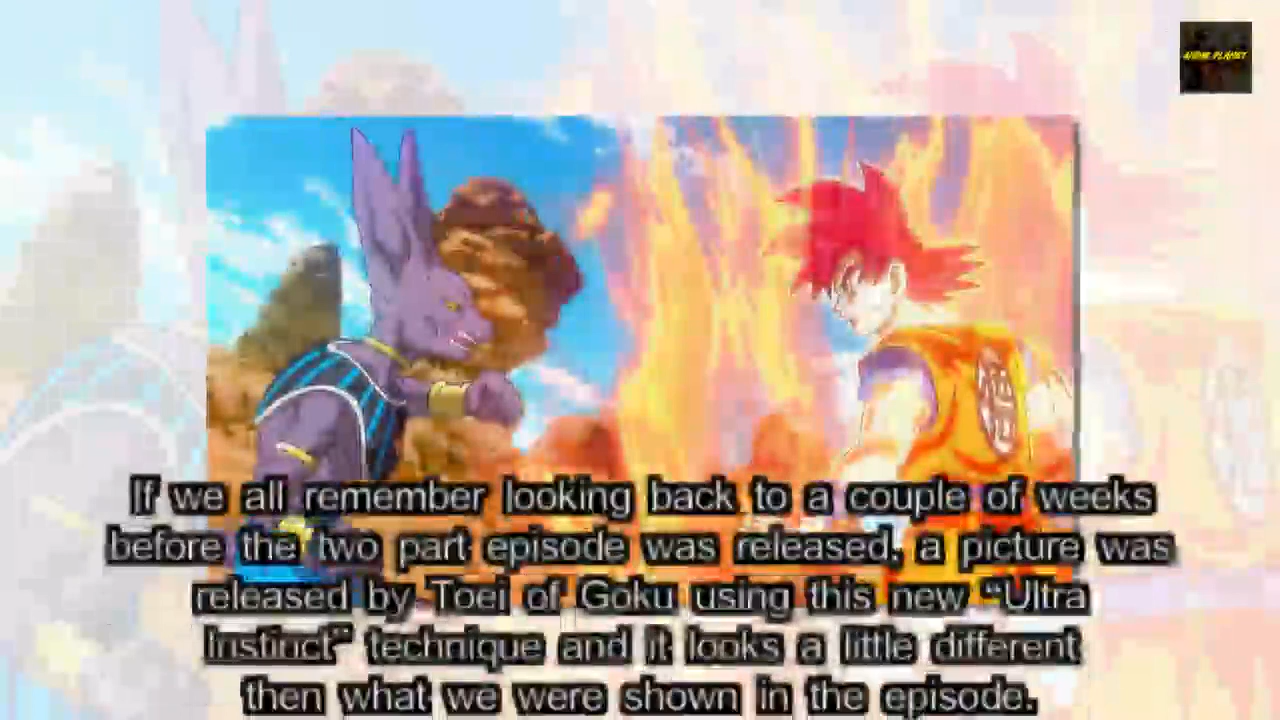 ANIME PLANET
If we all remember looking back to a couple of weeks
before the two part episode was released, a picture was
released by Toei of Goku using this new “Ultra
Instinct” technique and it looks a little different
then what we were shown in the episode.